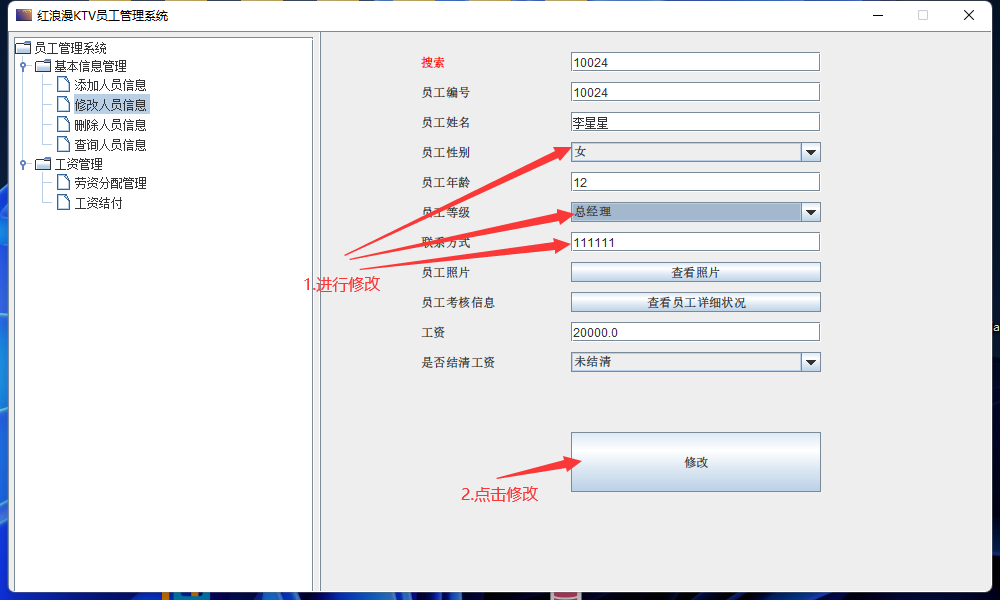 红浪漫KTV员工管理系统
员工管理系统
基本信息管理
添加人员信息
修改人员信息
删除人员信息
查询人员信息
工资管理
劳资分配管理
工资结付
搜索 10024
员工编号 10024
员工姓名 李星星
员工性别 女
员工年龄 12
员工等级 总经理
联系方式 111111
1.进行修改
员工照片 查看照片
员工考核信息 查看员工详细状况
工资 20000.0
是否结清工资 未结清
修改
2.点击修改
a